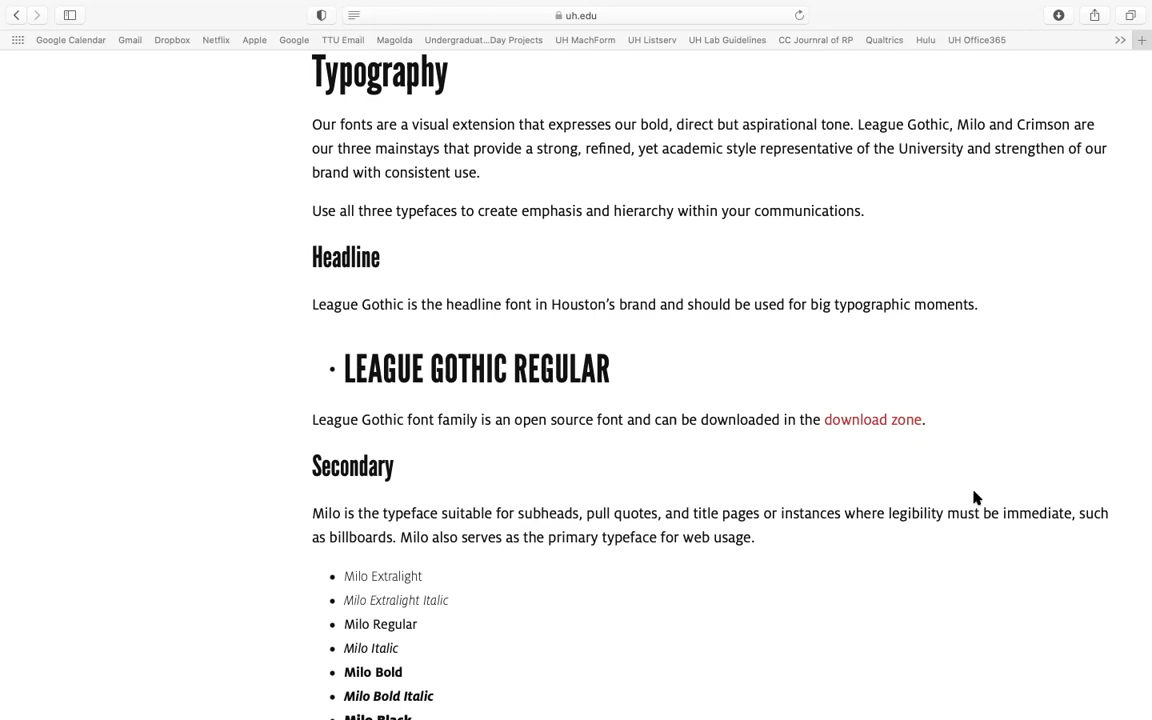 uh.edu
Google Calendar Gmail Dropbox Netflix Apple Google TTU Email Magolda Undergraduat...Day Projects UH MachForm UH Listserv UH Lab Guidelines CC Journral of RP Qualtrics Hulu UH Office365 >> +
Typography
Our fonts are a visual extension that expresses our bold, direct but aspirational tone. League Gothic, Milo and Crimson are
our three mainstays that provide a strong, refined, yet academic style representative of the University and strengthen of our
brand with consistent use.
Use all three typefaces to create emphasis and hierarchy within your communications.
Headline
League Gothic is the headline font in Houston's brand and should be used for big typographic moments.
• LEAGUE GOTHIC REGULAR
League Gothic font family is an open source font and can be downloaded in the download zone.
Secondary
Milo is the typeface suitable for subheads, pull quotes, and title pages or instances where legibility must be immediate, such
as billboards. Milo also serves as the primary typeface for web usage.
• Milo Extralight
• Milo Extralight Italic
• Milo Regular
• Milo Italic
• Milo Bold
• Milo Bold Italic
• Milo Black